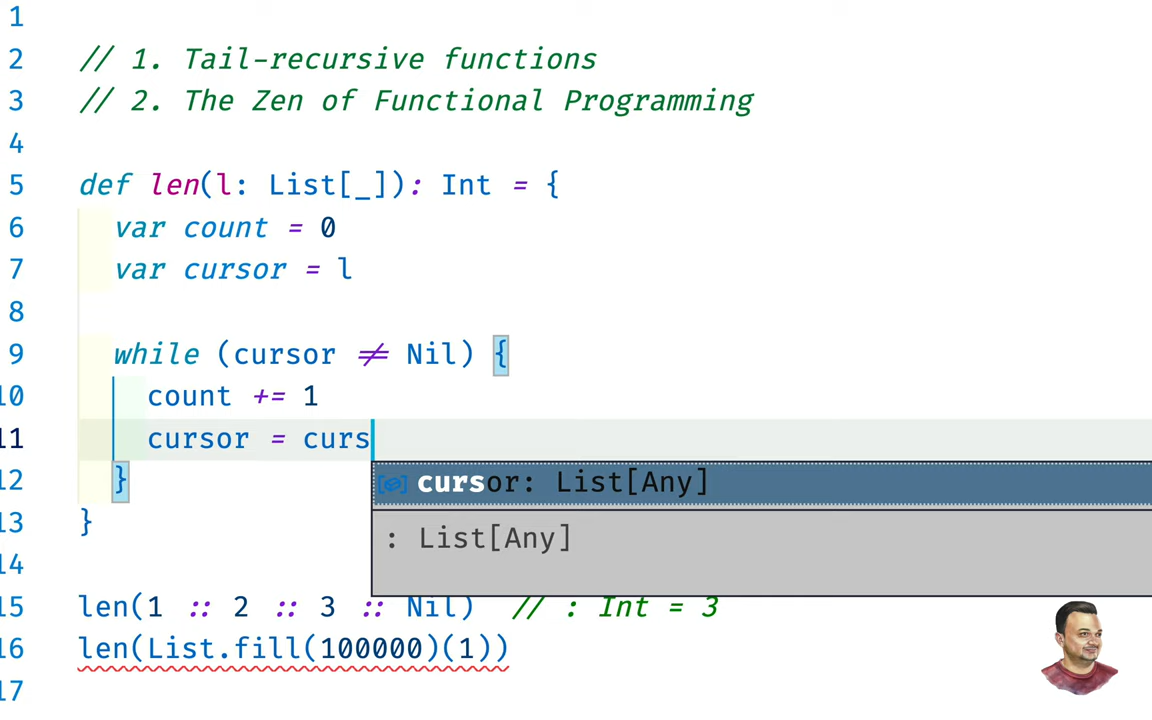 1
2 // 1. Tail-recursive functions
3 // 2. The Zen of Functional Programming
4
5 def len(l: List[_]): Int = {
6 var count = 0
7 var cursor = l
8
9 while (cursor ≠ Nil) {
10 count += 1
11 cursor = curs
cursor: List[Any]
12 }
: List[Any]
13 }
14
15 len(1 :: 2 :: 3 :: Nil) // : Int = 3
16 len(List.fill(100000)(1))
17